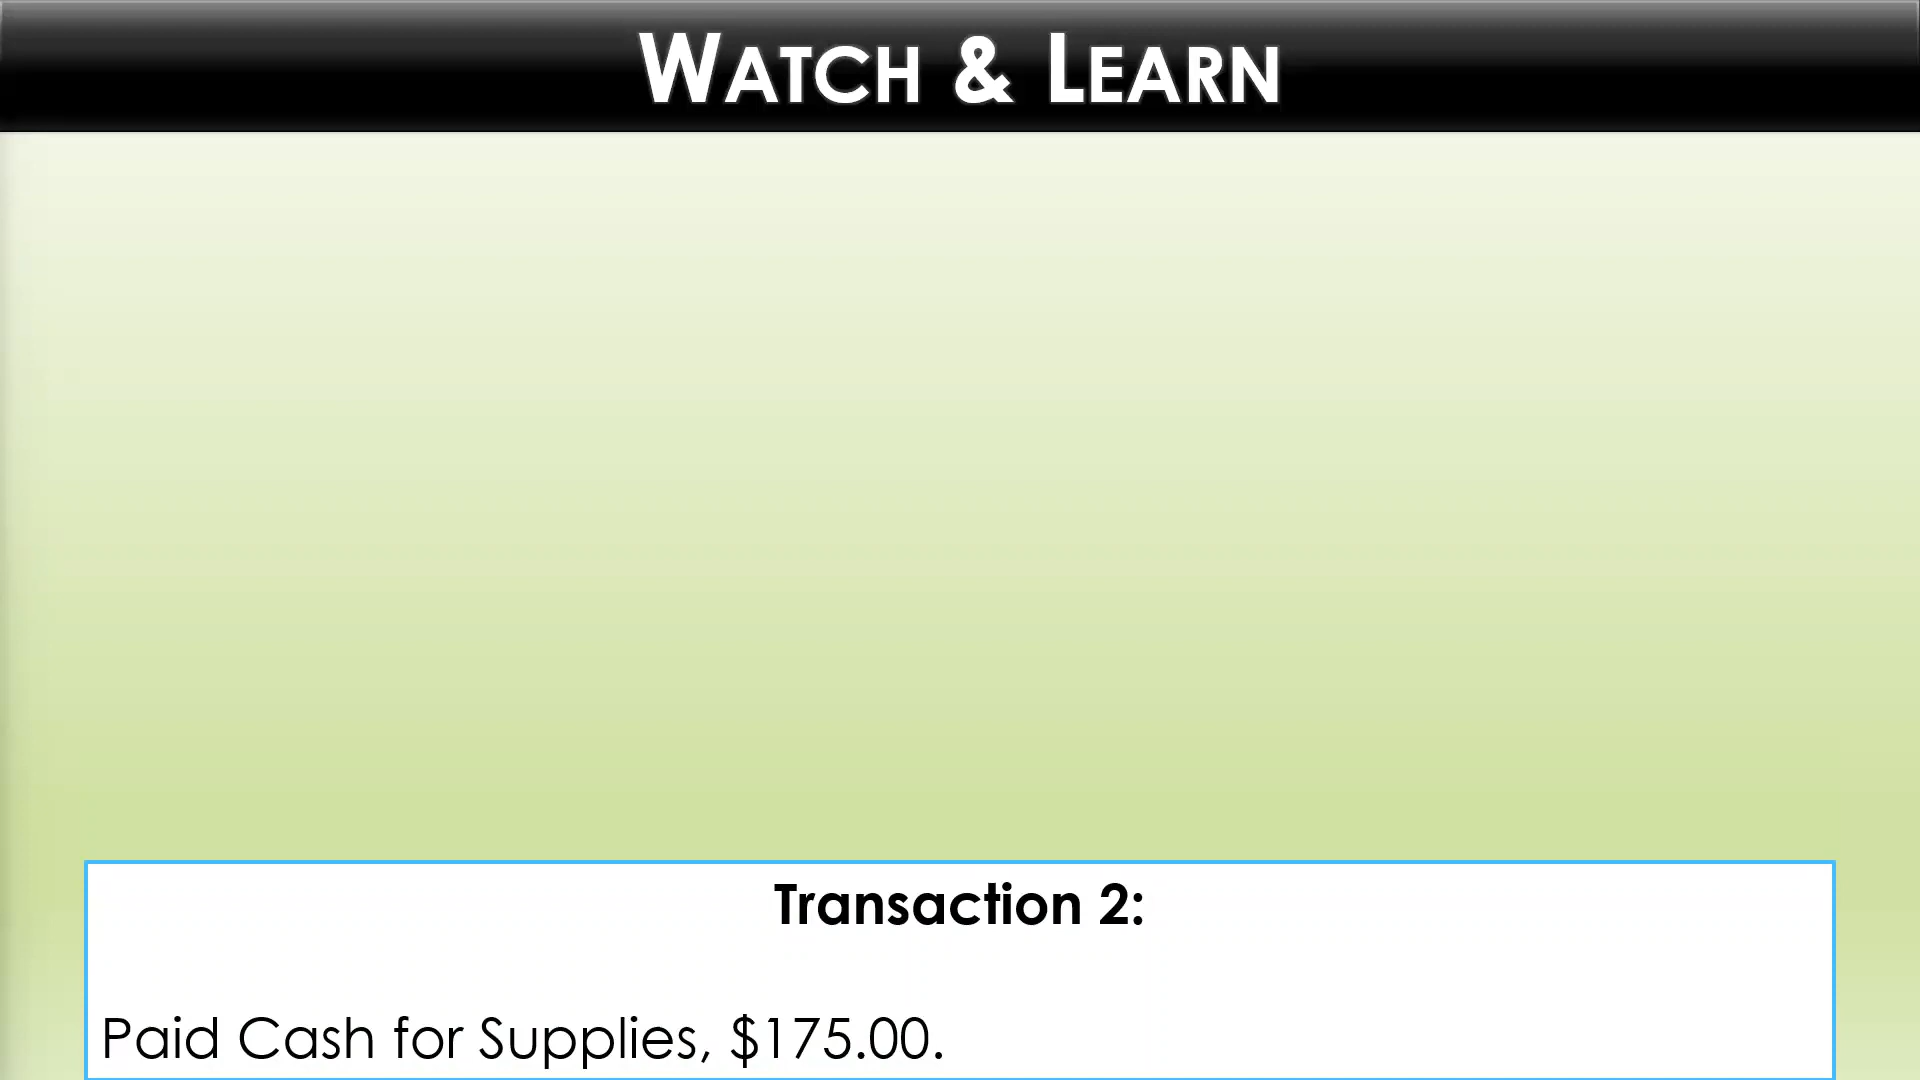 WATCH & LEARN
Transaction 2:
Paid Cash for Supplies, $175.00.